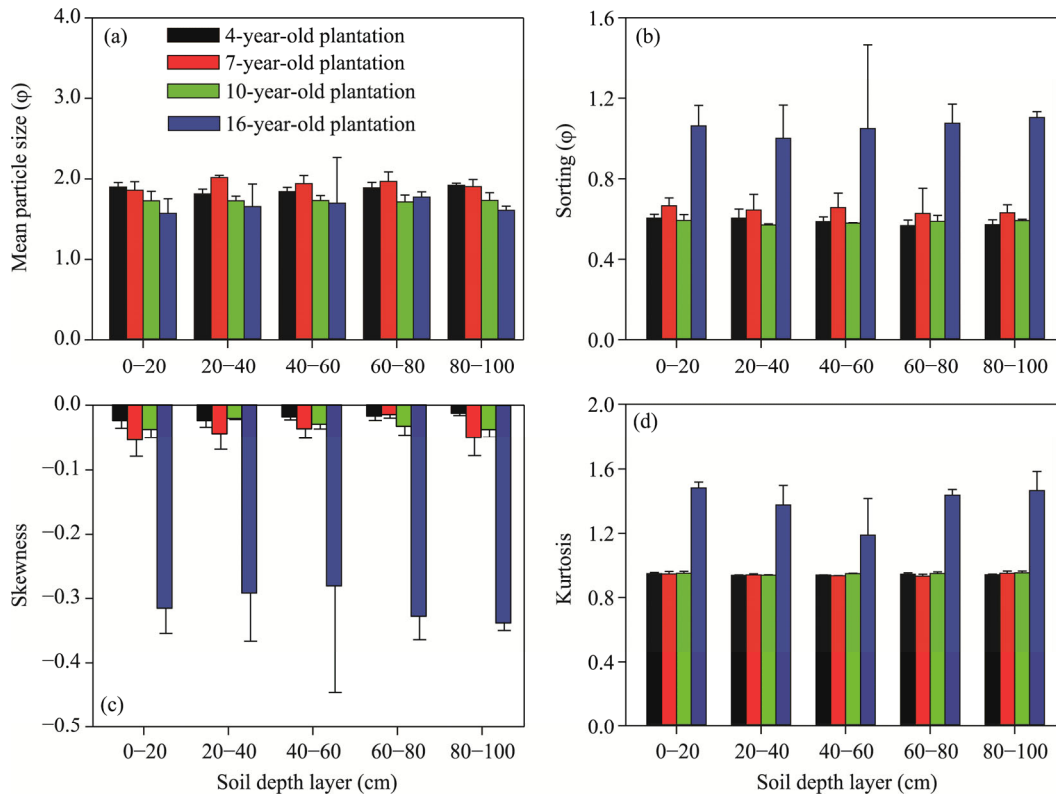 (a)
4-year-old plantation
7-year-old plantation
10-year-old plantation
16-year-old plantation
4.0
3.0
2.0
1.0
0.0
Mean particle size (φ)
0−20 20−40 40−60 60−80 80−100
(b)
1.6
1.2
0.8
0.4
0.0
Sorting (φ)
0−20 20−40 40−60 60−80 80−100
(c)
0.0
−0.1
−0.2
−0.3
−0.4
−0.5
Skewness
0−20 20−40 40−60 60−80 80−100
Soil depth layer (cm)
(d)
2.0
1.6
1.2
0.8
0.4
0.0
Kurtosis
0−20 20−40 40−60 60−80 80−100
Soil depth layer (cm)